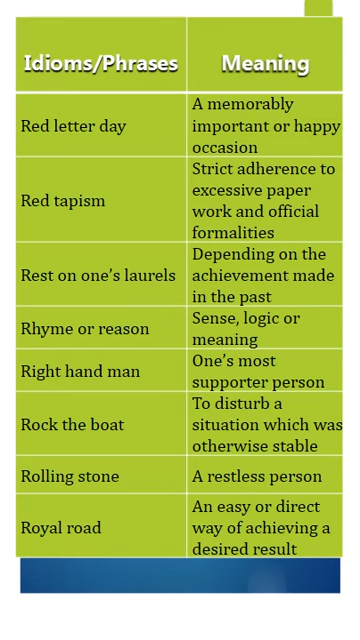 Idioms/Phrases Meaning
Red letter day
A memorably
important or happy
occasion
Red tapism
Strict adherence to
excessive paper
work and official
formalities
Rest on one's laurels
Depending on the
achievement made
in the past
Rhyme or reason
Sense, logic or
meaning
Right hand man
One's most
supporter person
Rock the boat
To disturb a
situation which was
otherwise stable
Rolling stone
A restless person
Royal road
An easy or direct
way of achieving a
desired result